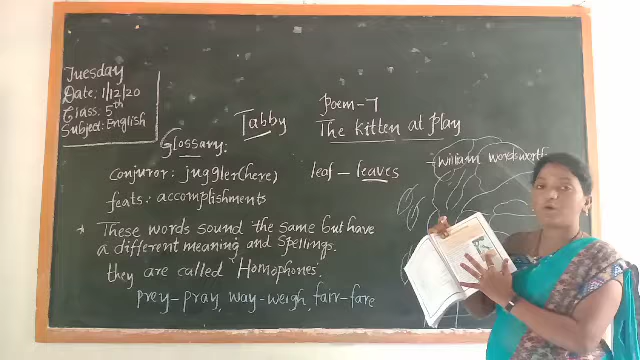 Tuesday
Date: 1/12/20
Class: 5th
Subject: English
Poem-7
Tabby
The kitten at play
Glossary:
- William Wordsworth
conjuror: juggler(here)
leaf - leaves
feats: accomplishments
* These words sound the same but have
a different meaning and spellings.
they are called 'Homophones'.
prey-pray, way-weigh, fair-fare